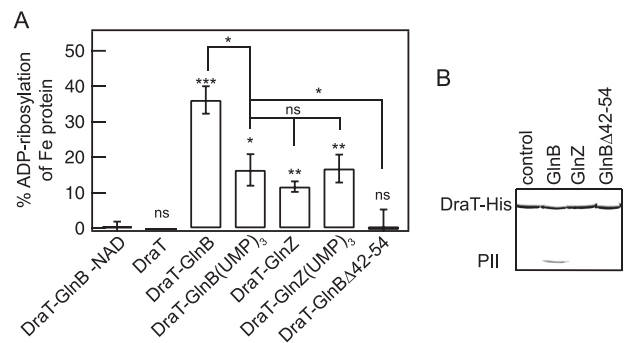 A
% ADP-ribosylation
of Fe protein
50
40
30
20
10
0
*
*
ns
***
*
**
**
ns
ns
DraT-GlnB -NAD
DraT
DraT-GlnB
DraT-GlnB(UMP)₃
DraT-GlnZ
DraT-GlnZ(UMP)₃
DraT-GlnBΔ42-54
B
control
GlnB
GlnZ
GlnBΔ42-54
DraT-His
PII